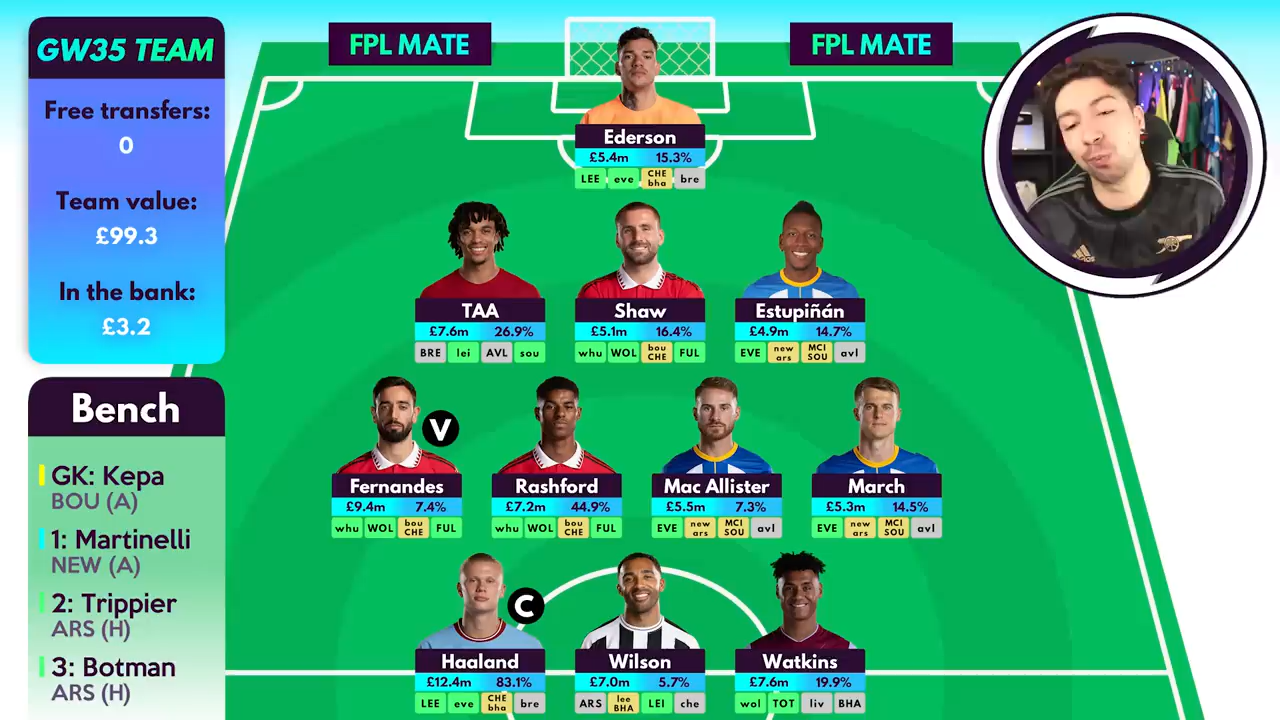 GW35 TEAM
Free transfers:
0
Team value:
£99.3
In the bank:
£3.2
FPL MATE
FPL MATE
Ederson
£5.4m 15.3%
LEE eve CHE bha bre
TAA
£7.6m 26.9%
BRE lei AVL sou
Shaw
£5.1m 16.4%
whu WOL bou CHE FUL
Estupiñán
£4.9m 14.7%
EVE new ars MCI SOU avl
V
Fernandes
£9.4m 7.4%
whu WOL bou CHE FUL
Rashford
£7.2m 44.9%
whu WOL bou CHE FUL
Mac Allister
£5.5m 7.3%
EVE new ars MCI SOU avl
March
£5.3m 14.5%
EVE new ars MCI SOU avl
C
Haaland
£12.4m 83.1%
LEE eve CHE bha bre
Wilson
£7.0m 5.7%
ARS lee BHA LEI che
Watkins
£7.6m 19.9%
wol TOT liv BHA
Bench
GK: Kepa
BOU (A)
1: Martinelli
NEW (A)
2: Trippier
ARS (H)
3: Botman
ARS (H)
adidas